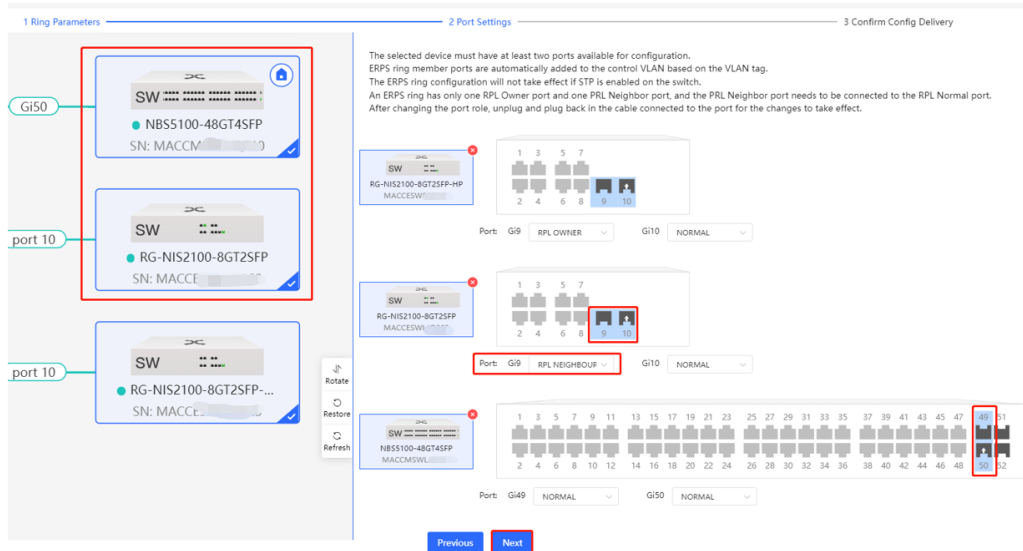 1 Ring Parameters
2 Port Settings
3 Confirm Config Delivery
Gi50
SW
NBS5100-48GT4SFP
SN: MACCM
port 10
SW
RG-NIS2100-8GT2SFP
SN: MACCE
port 10
SW
RG-NIS2100-8GT2SFP-...
SN: MACCE
Rotate
Restore
Refresh
The selected device must have at least two ports available for configuration.
ERPS ring member ports are automatically added to the control VLAN based on the VLAN tag.
The ERPS ring configuration will not take effect if STP is enabled on the switch.
An ERPS ring has only one RPL Owner port and one PRL Neighbor port, and the PRL Neighbor port needs to be connected to the RPL Normal port.
After changing the port role, unplug and plug back in the cable connected to the port for the changes to take effect.
SW
RG-NIS2100-8GT2SFP-HP
MACCESW
1 3 5 7
2 4 6 8 9 10
Port: Gi9 RPL OWNER Gi10 NORMAL
SW
RG-NIS2100-8GT2SFP
MACCESW
1 3 5 7
2 4 6 8 9 10
Port: Gi9 RPL NEIGHBOUR Gi10 NORMAL
SW
NBS5100-48GT4SFP
MACCMSWL
1 3 5 7 9 11 13 15 17 19 21 23 25 27 29 31 33 35 37 39 41 43 45 47 49 51
2 4 6 8 10 12 14 16 18 20 22 24 26 28 30 32 34 36 38 40 42 44 46 48 50 52
Port: Gi49 NORMAL Gi50 NORMAL
Previous
Next